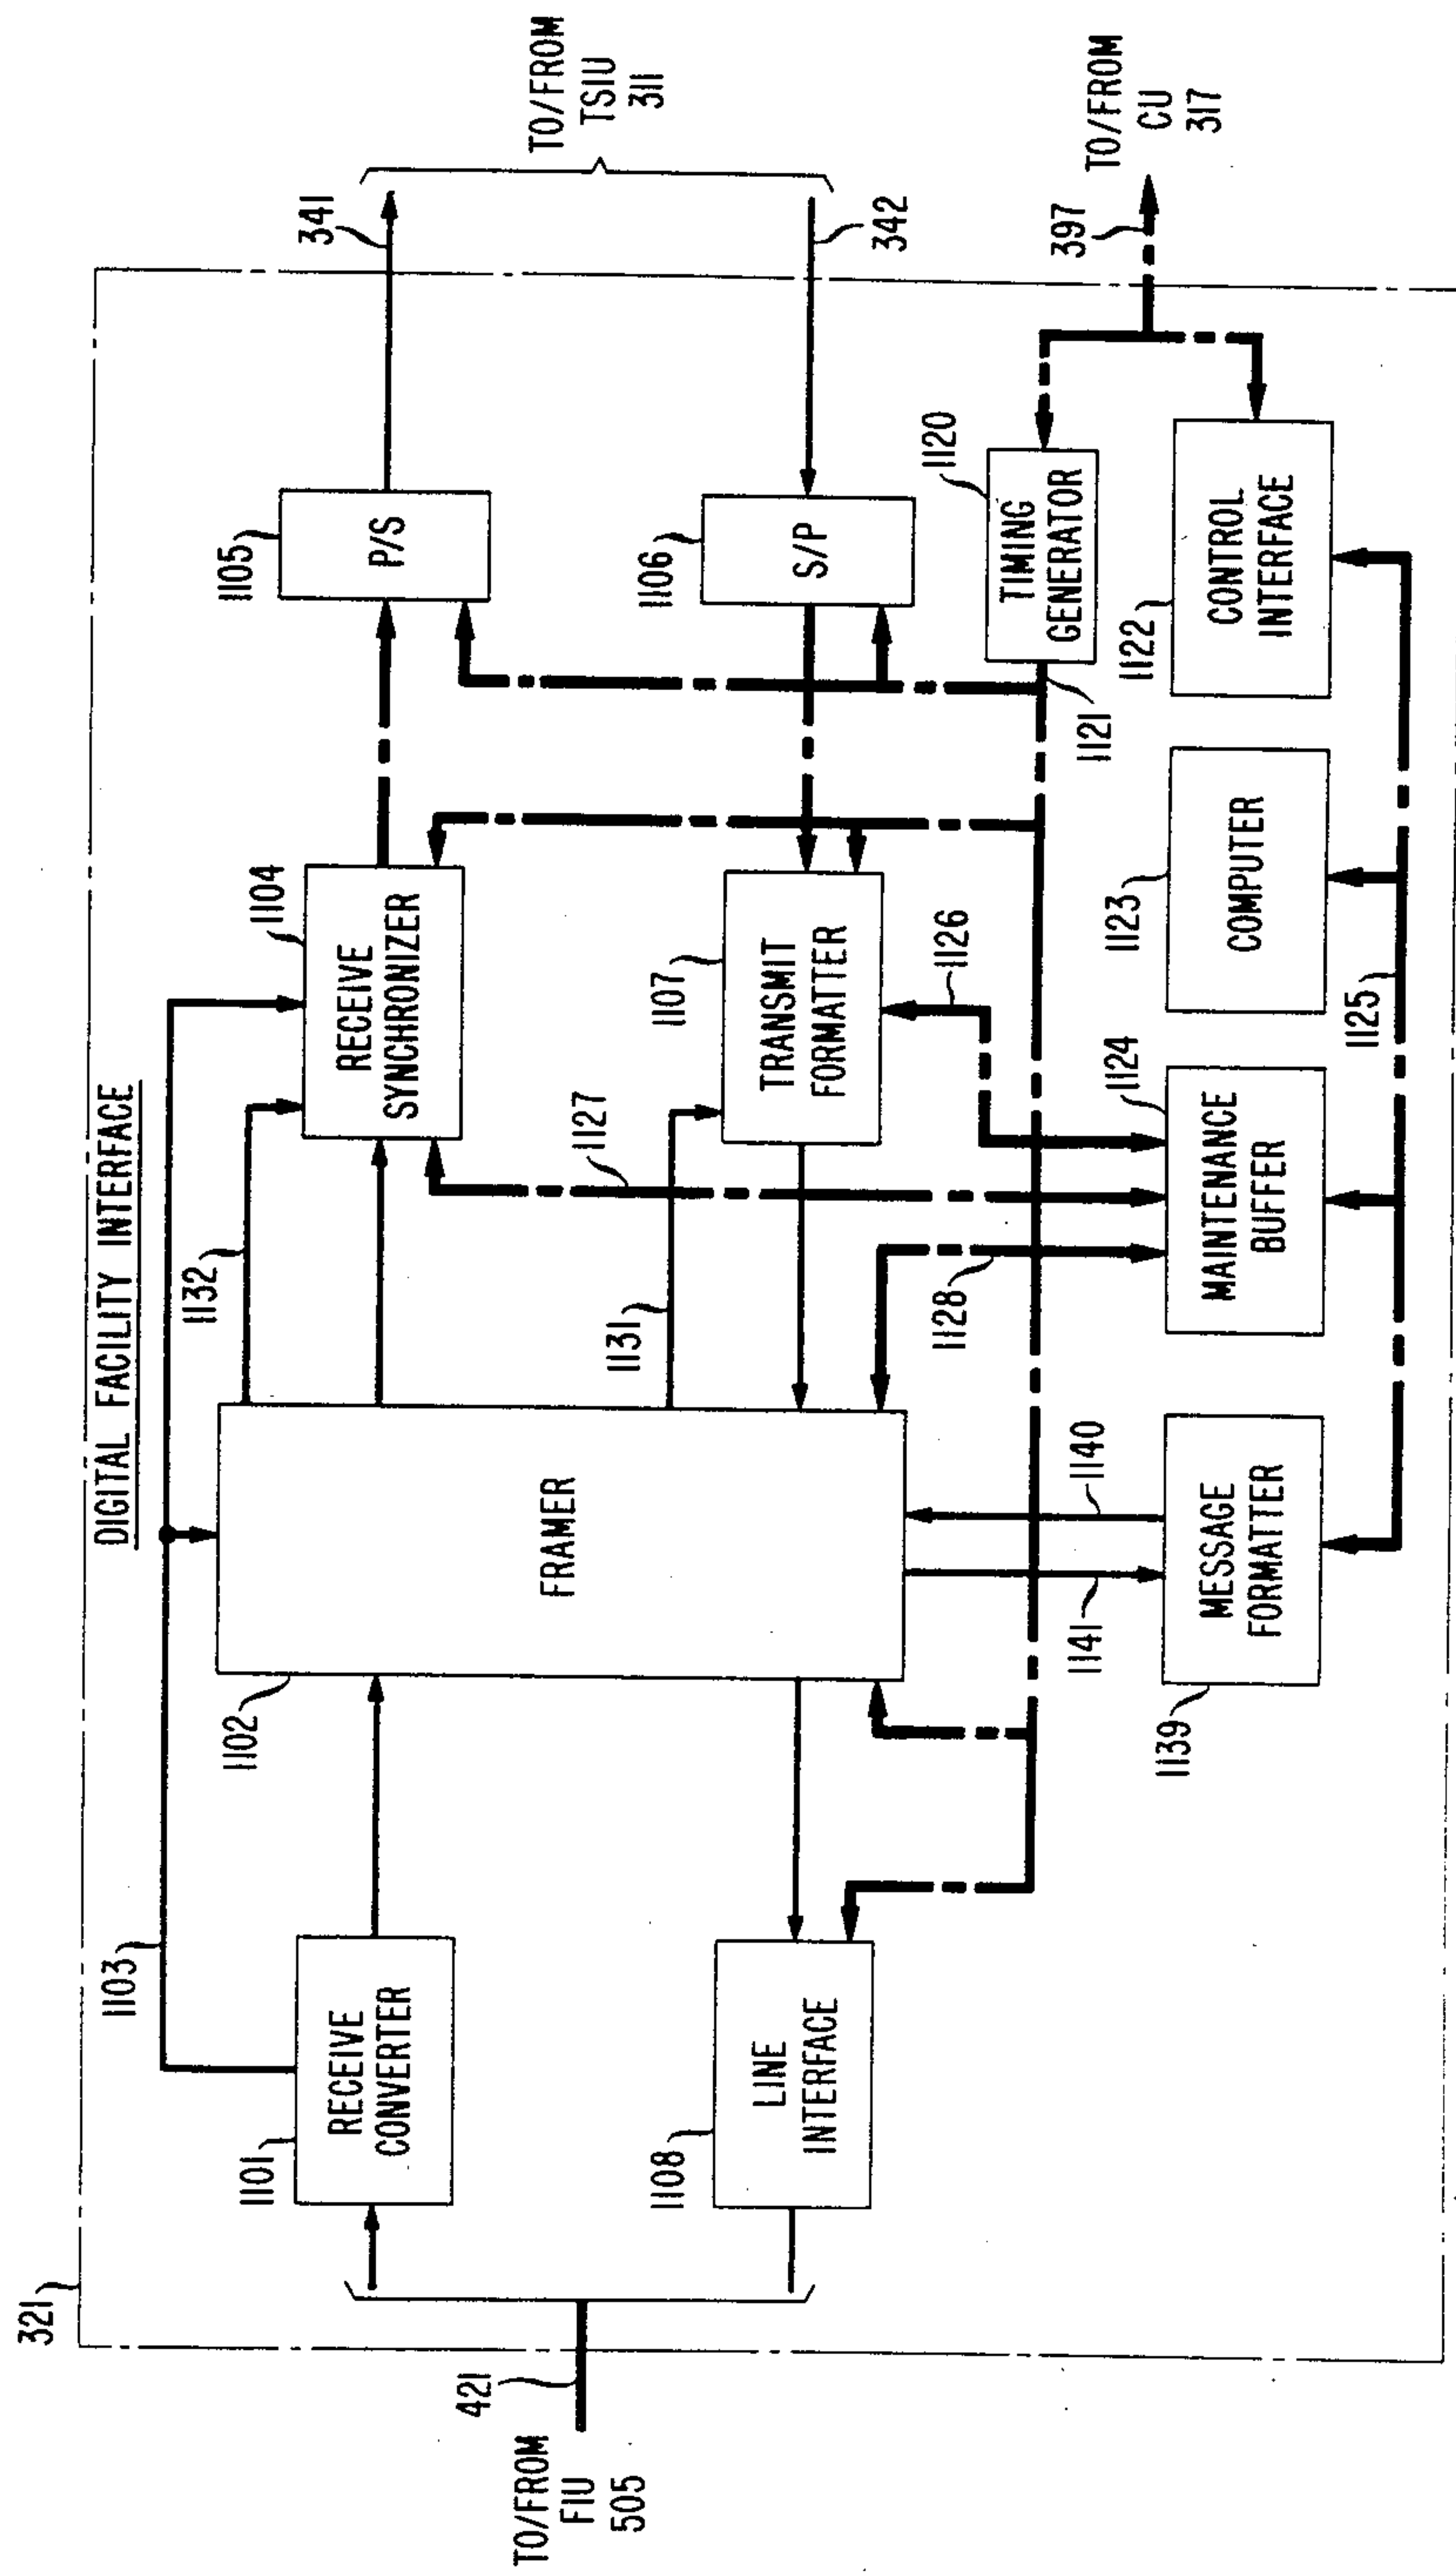 DIGITAL FACILITY INTERFACE
321
TO/FROM
FIU
505
421
1103
1101
RECEIVE
CONVERTER
1108
LINE
INTERFACE
1102
FRAMER
1132
1131
1104
RECEIVE
SYNCHRONIZER
1127
1107
TRANSMIT
FORMATTER
1126
1128
1105
P/S
1106
S/P
341
342
TO/FROM
TSIU
311
1120
TIMING
GENERATOR
1121
397
TO/FROM
CU
317
1141
1140
1139
MESSAGE
FORMATTER
1124
MAINTENANCE
BUFFER
1123
COMPUTER
1122
CONTROL
INTERFACE
1125